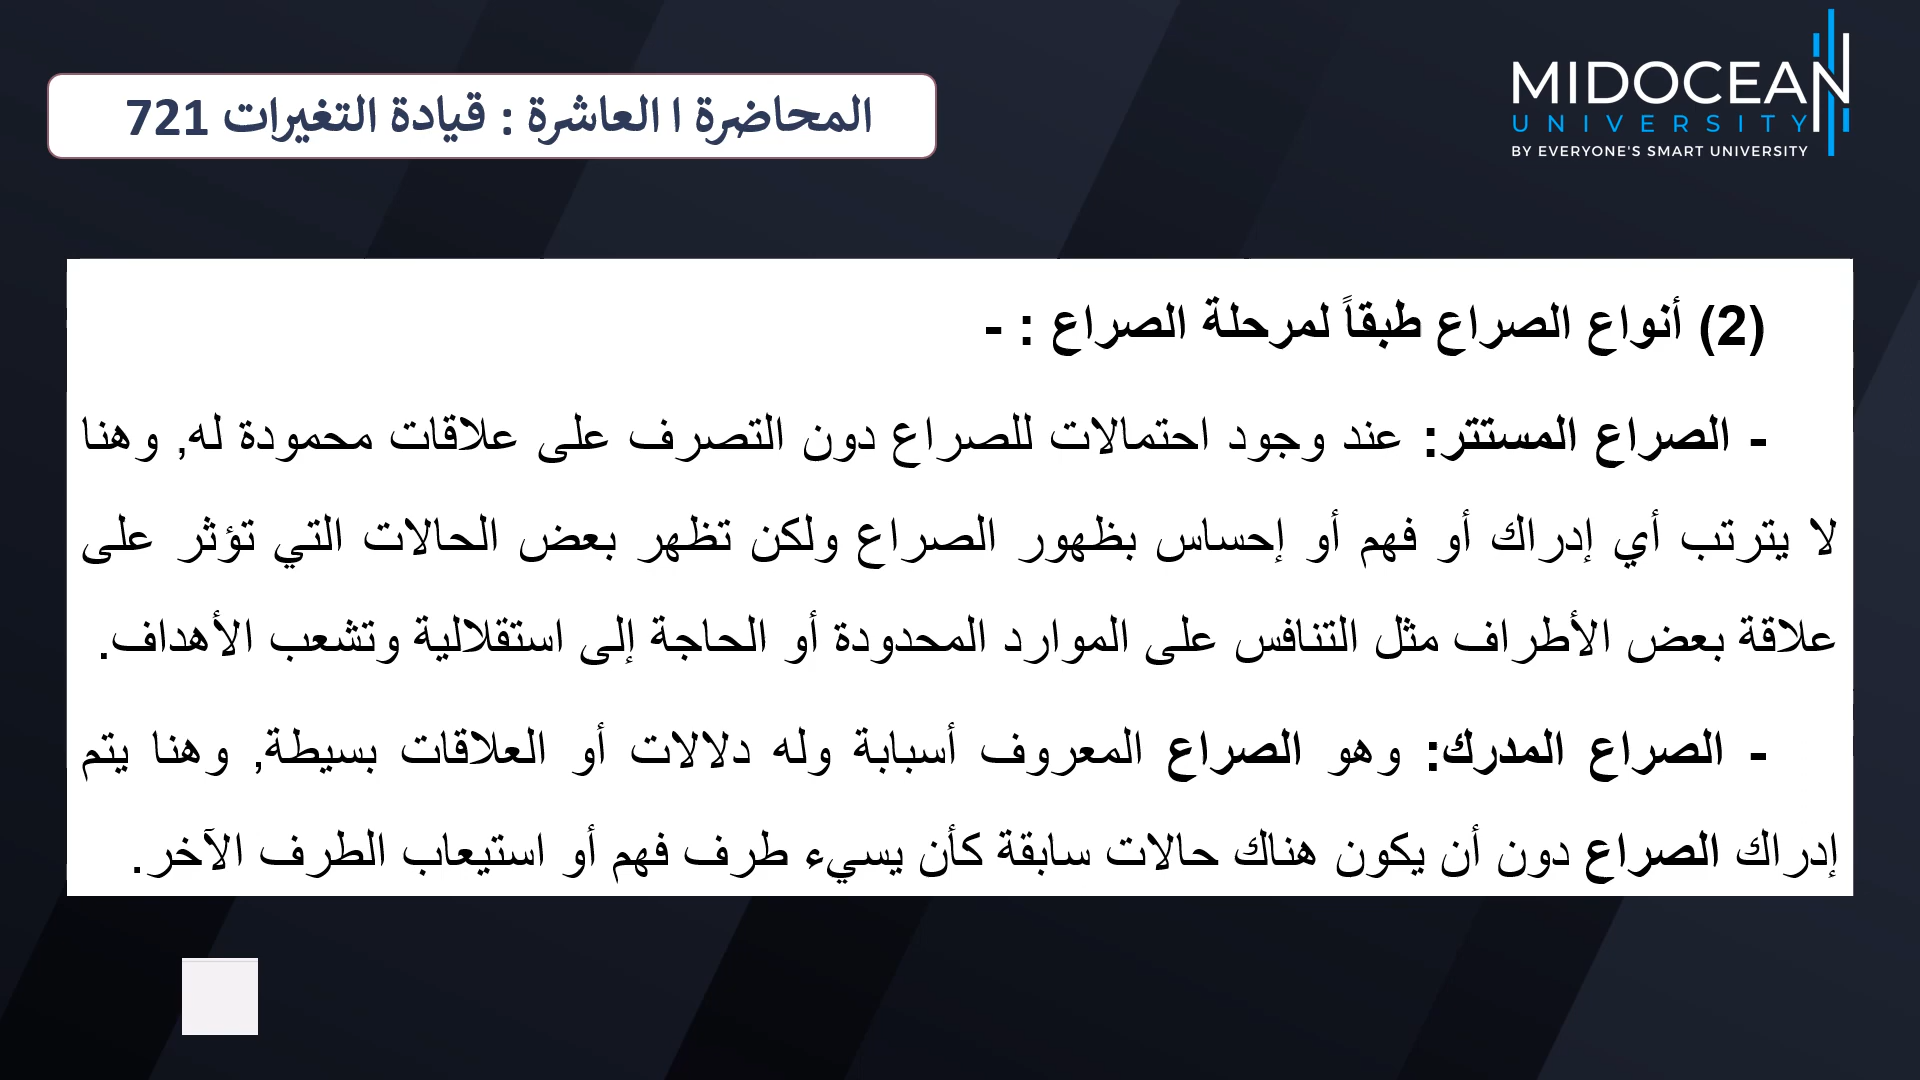 المحاضرة ا العاشرة : قيادة التغيرات 721
MIDOCEAN
UNIVERSITY
BY EVERYONE'S SMART UNIVERSITY
(2) أنواع الصراع طبقاً لمرحلة الصراع : -
- الصراع المستتر: عند وجود احتمالات للصراع دون التصرف على علاقات محمودة له, وهنا
لا يترتب أي إدراك أو فهم أو إحساس بظهور الصراع ولكن تظهر بعض الحالات التي تؤثر على
علاقة بعض الأطراف مثل التنافس على الموارد المحدودة أو الحاجة إلى استقلالية وتشعب الأهداف.
- الصراع المدرك: وهو الصراع المعروف أسبابة وله دلالات أو العلاقات بسيطة, وهنا يتم
إدراك الصراع دون أن يكون هناك حالات سابقة كأن يسيء طرف فهم أو استيعاب الطرف الآخر.